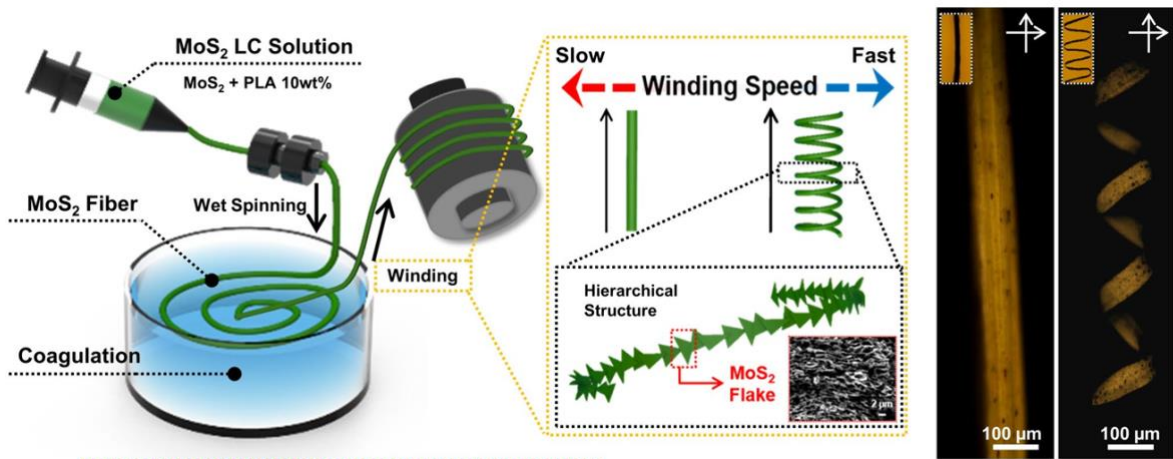 MoS₂ LC Solution
MoS₂ + PLA 10wt%
MoS₂ Fiber
Wet Spinning
Winding
Coagulation
Slow
Fast
Winding Speed
Hierarchical
Structure
MoS₂
Flake
2 μm
100 μm
100 μm